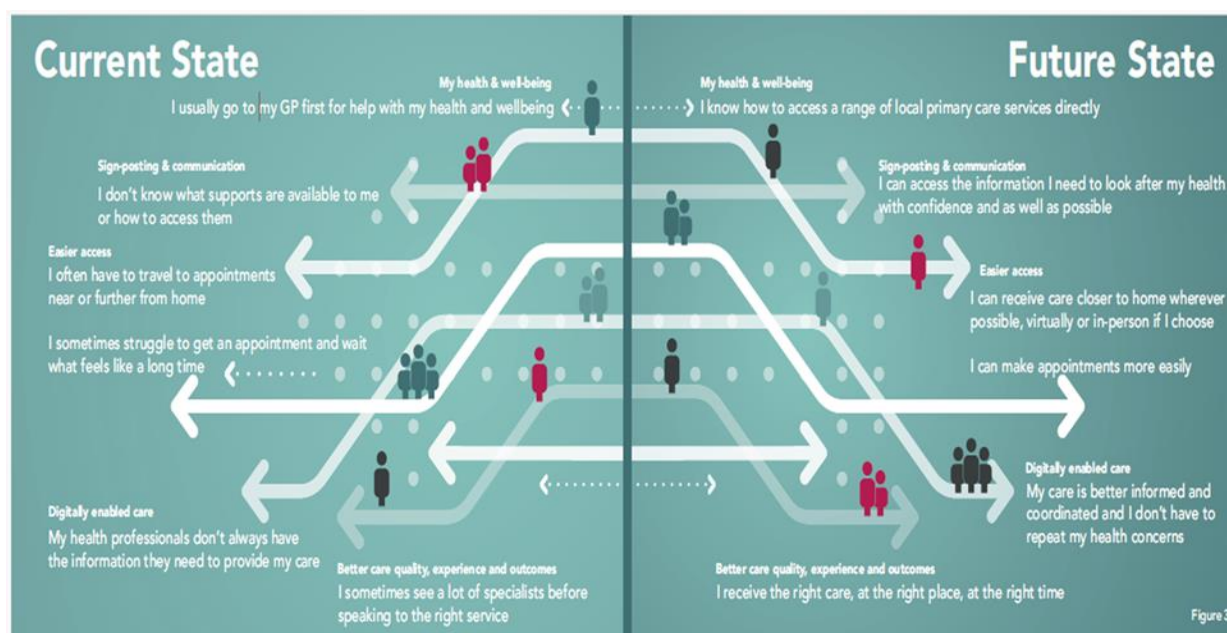 Current State
My health & well-being
I usually go to my GP first for help with my health and wellbeing
Sign-posting & communication
I don't know what supports are available to me
or how to access them
Easier access
I often have to travel to appointments
near or further from home
I sometimes struggle to get an appointment and wait
what feels like a long time
Digitally enabled care
My health professionals don't always have
the information they need to provide my care
Better care quality, experience and outcomes
I sometimes see a lot of specialists before
speaking to the right service
Future State
My health & well-being
I know how to access a range of local primary care services directly
Sign-posting & communication
I can access the information I need to look after my health
with confidence and as well as possible
Easier access
I can receive care closer to home wherever
possible, virtually or in-person if I choose
I can make appointments more easily
Digitally enabled care
My care is better informed and
coordinated and I don't have to
repeat my health concerns
Better care quality, experience and outcomes
I receive the right care, at the right place, at the right time
Figure 3